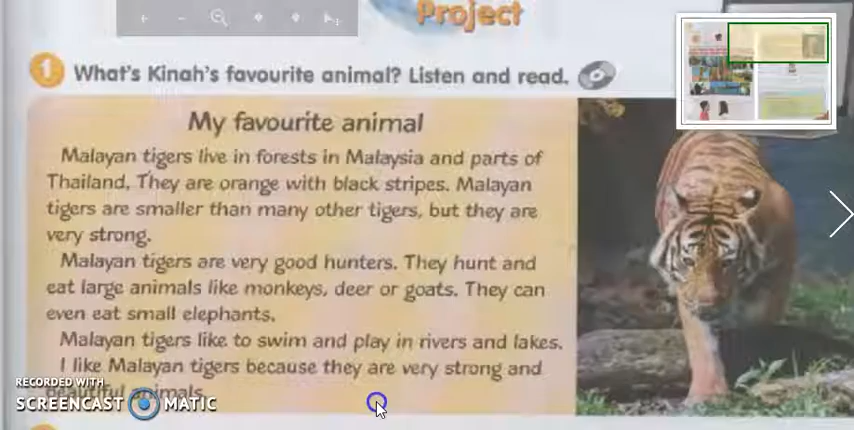 Project
1 What's Kinah's favourite animal? Listen and read.
My favourite animal
Malayan tigers live in forests in Malaysia and parts of
Thailand. They are orange with black stripes. Malayan
tigers are smaller than many other tigers, but they are
very strong.
Malayan tigers are very good hunters. They hunt and
eat large animals like monkeys, deer or goats. They can
even eat small elephants.
Malayan tigers like to swim and play in rivers and lakes.
I like Malayan tigers because they are very strong and
beautiful animals.
RECORDED WITH
SCREENCAST MATIC